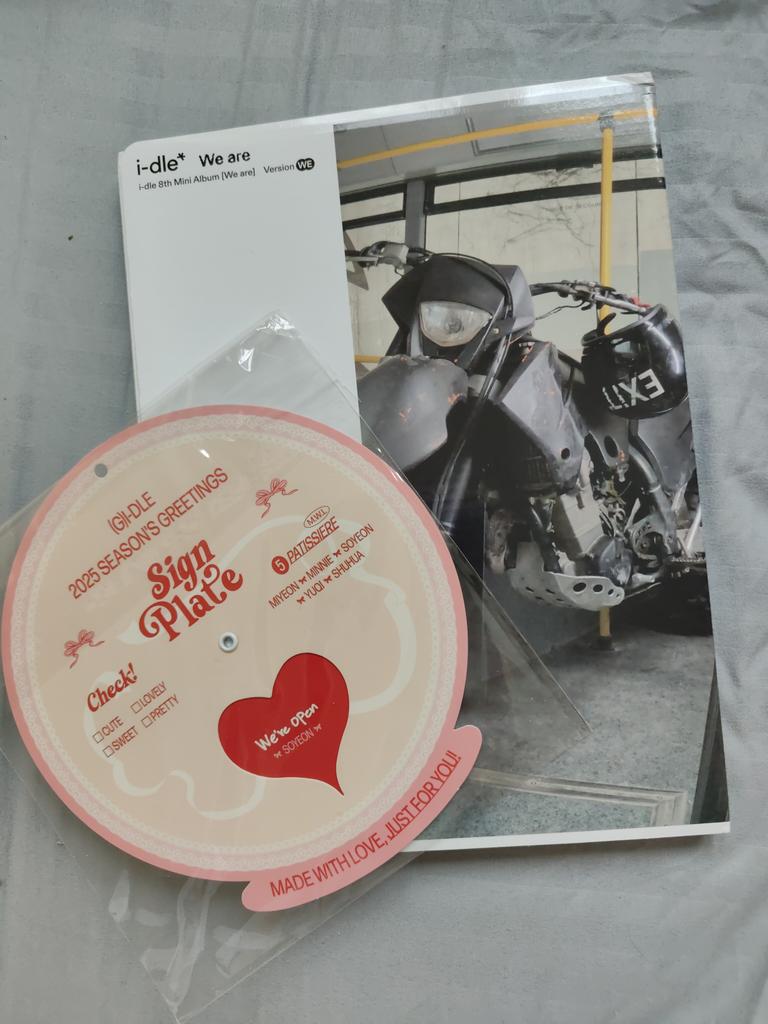 i-dle* We are
i-dle 8th Mini Album [We are] Version WE
EXIT
(G)I-DLE
2025 SEASON'S GREETINGS
Sign
Plate
M.W.L
5 PATISSIERE
MIYEON MINNIE SOYEON
YUQI SHUHUA
Check!
□CUTE □LOVELY
□SWEET □PRETTY
We're OPen
SOYEON
MADE WITH LOVE, JUST FOR YOU!